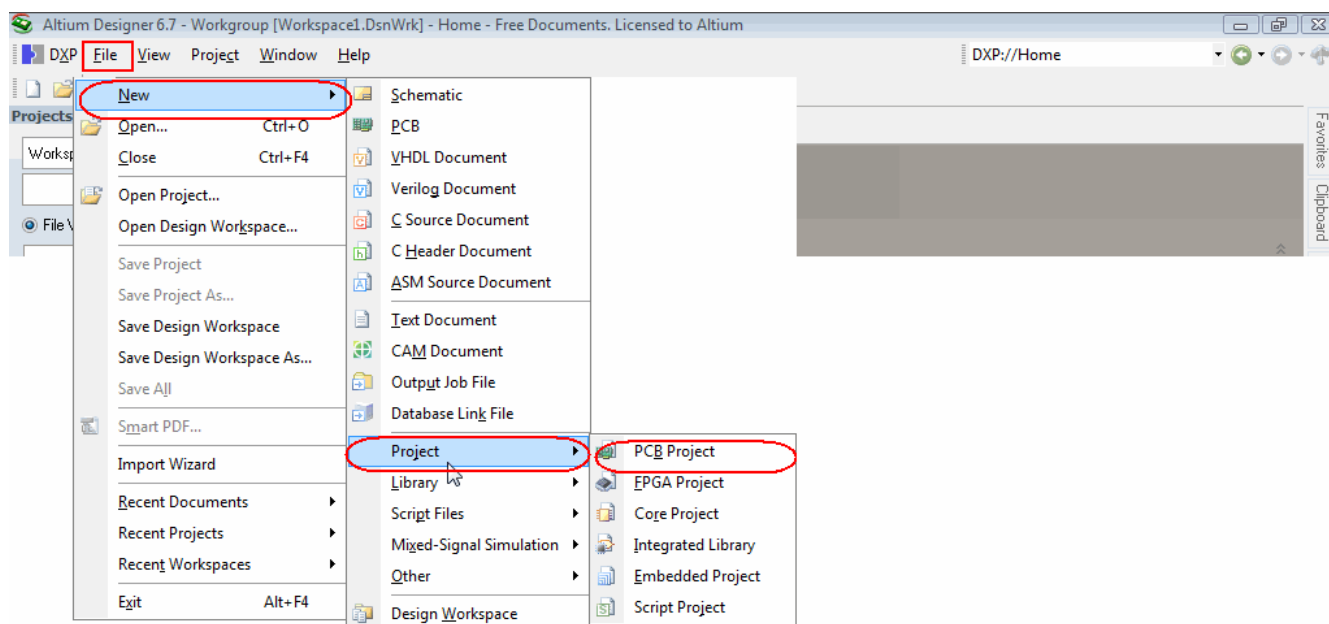 Altium Designer 6.7 - Workgroup [Workspace1.DsnWrk] - Home - Free Documents. Licensed to Altium
DXP File View Project Window Help DXP://Home
Projects
Works
File V
New
Open... Ctrl+O
Close Ctrl+F4
Open Project...
Open Design Workspace...
Save Project
Save Project As...
Save Design Workspace
Save Design Workspace As...
Save All
Smart PDF...
Import Wizard
Recent Documents
Recent Projects
Recent Workspaces
Exit Alt+F4
Schematic
PCB
VHDL Document
Verilog Document
C Source Document
C Header Document
ASM Source Document
Text Document
CAM Document
Output Job File
Database Link File
Project
Library
Script Files
Mixed-Signal Simulation
Other
Design Workspace
PCB Project
FPGA Project
Core Project
Integrated Library
Embedded Project
Script Project
Favorites
Clipboard